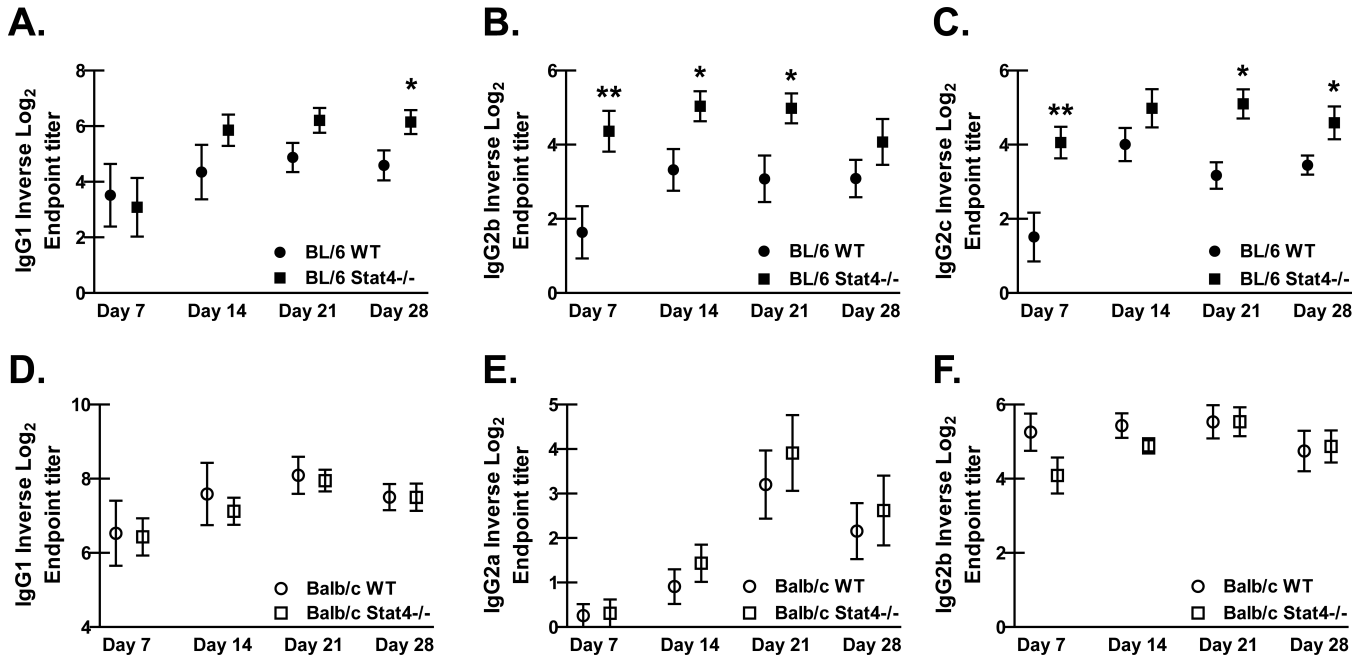 A.
IgG1 Inverse Log2
Endpoint titer
8
6
4
2
0
*
BL/6 WT
BL/6 Stat4-/-
Day 7 Day 14 Day 21 Day 28
B.
IgG2b Inverse Log2
Endpoint titer
6
4
2
0
** * *
BL/6 WT
BL/6 Stat4-/-
Day 7 Day 14 Day 21 Day 28
C.
IgG2c Inverse Log2
Endpoint titer
6
4
2
0
** * *
BL/6 WT
BL/6 Stat4-/-
Day 7 Day 14 Day 21 Day 28
D.
IgG1 Inverse Log2
Endpoint titer
10
8
6
4
Balb/c WT
Balb/c Stat4-/-
Day 7 Day 14 Day 21 Day 28
E.
IgG2a Inverse Log2
Endpoint titer
5
4
3
2
1
0
Balb/c WT
Balb/c Stat4-/-
Day 7 Day 14 Day 21 Day 28
F.
IgG2b Inverse Log2
Endpoint titer
6
4
2
0
Balb/c WT
Balb/c Stat4-/-
Day 7 Day 14 Day 21 Day 28